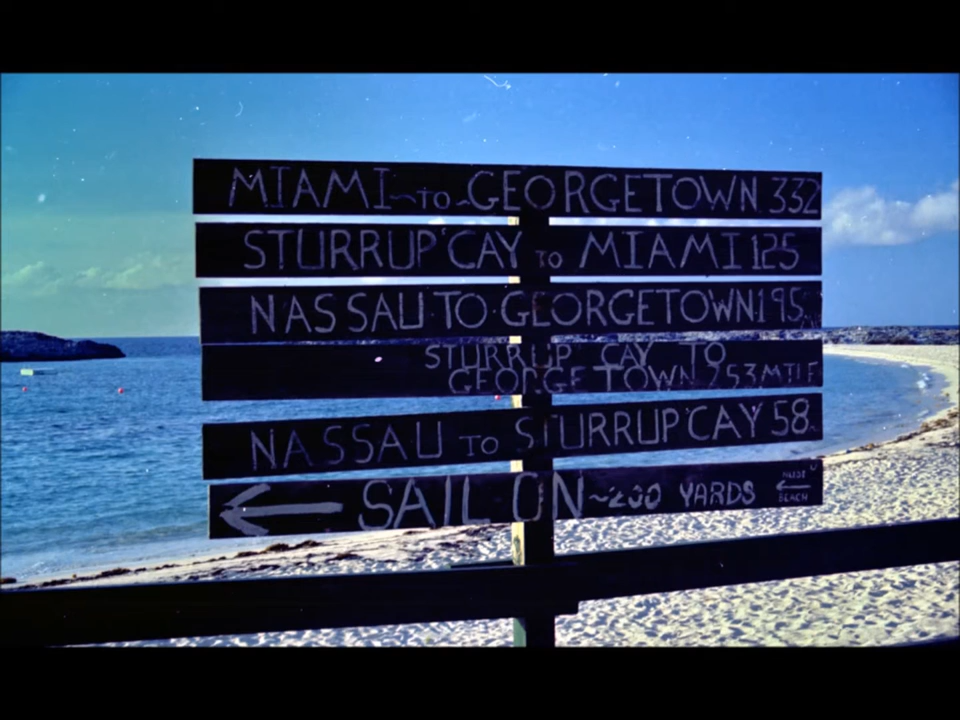 MIAMI~TO~GEORGETOWN 332
STURRUP'CAY TO MIAMI 125
NASSAU TO GEORGETOWN 195
STURRUP CAY TO
GEORGE TOWN 253 MILE
NASSAU TO STURRUP'CAY 58
SAIL ON ~200 YARDS
BEACH